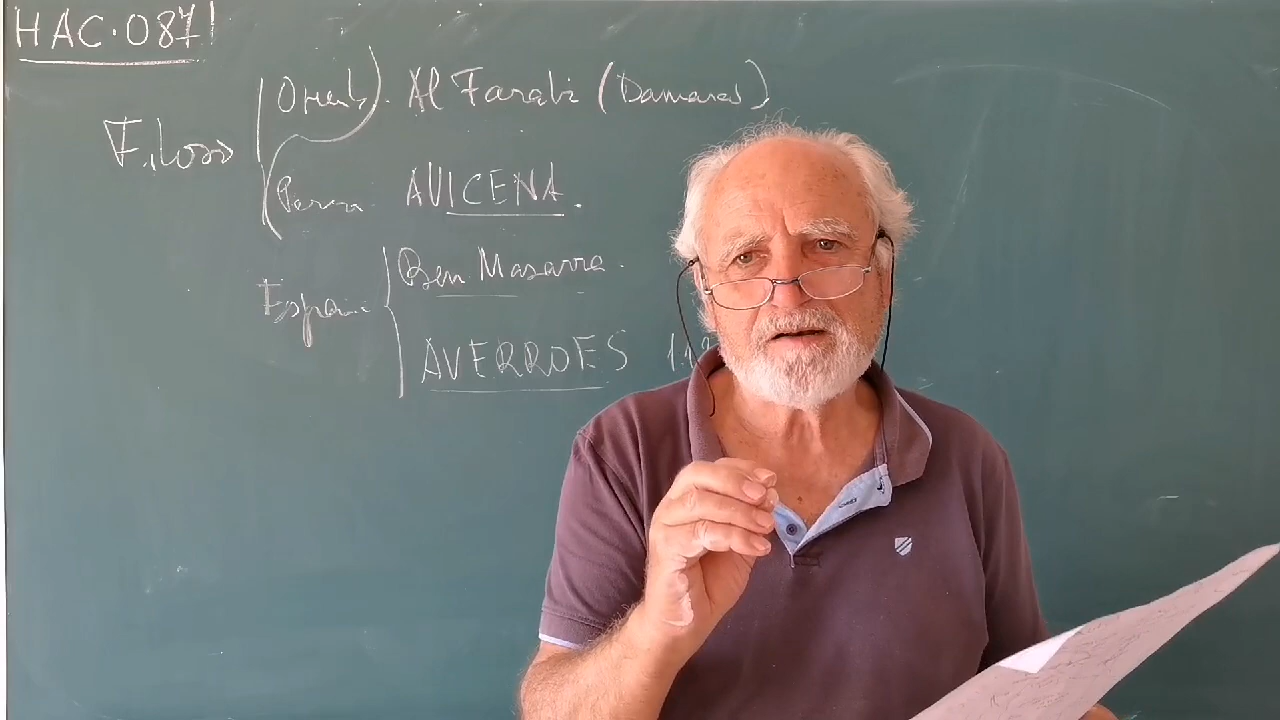 HAC.087
Orient. Al Farabi (Damasco)
Filoso
Persia. AVICENA.
Ben Masarra.
España
AVERROES